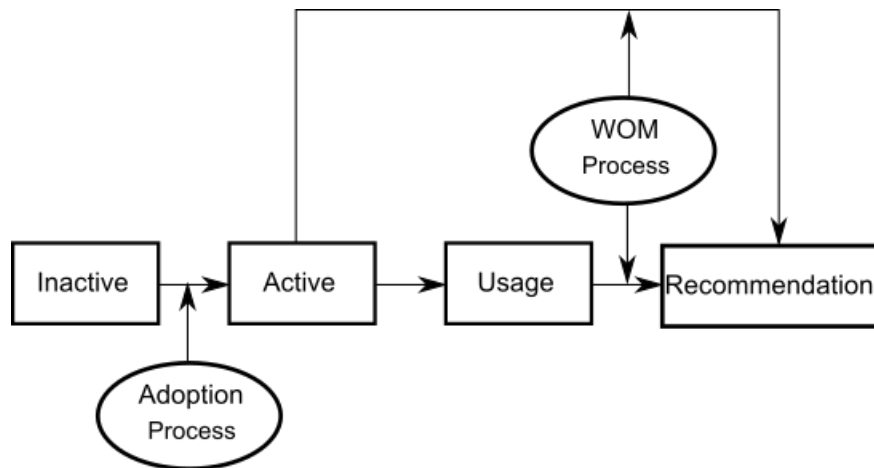 WOM
Process
Inactive
Active
Usage
Recommendation
Adoption
Process